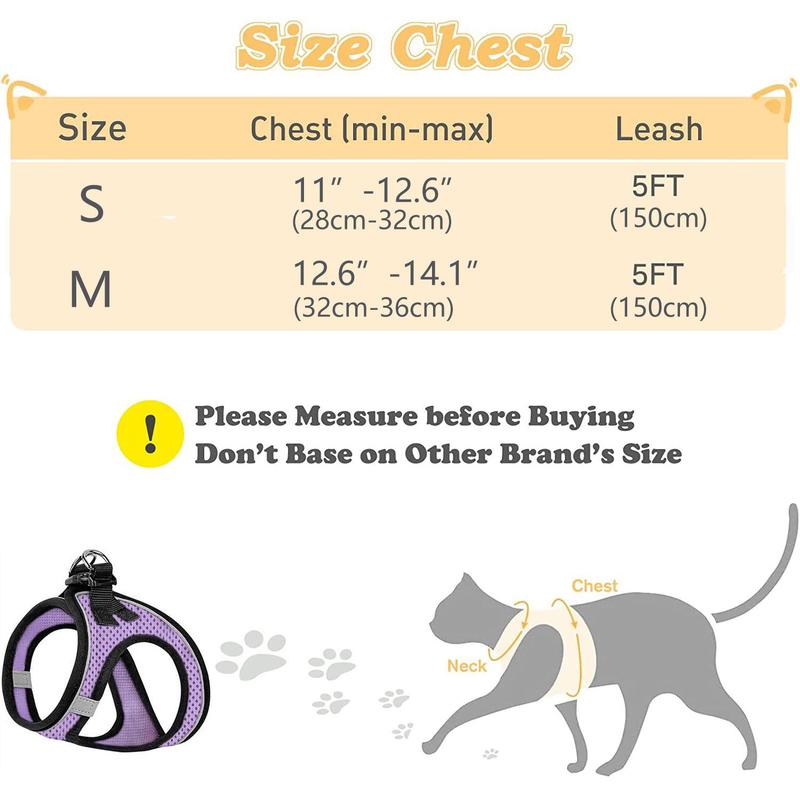 Size Chest
Size Chest (min-max) Leash
S 11” -12.6” 5FT
(28cm-32cm) (150cm)
M 12.6” -14.1” 5FT
(32cm-36cm) (150cm)
! Please Measure before Buying
Don’t Base on Other Brand’s Size
Chest
Neck